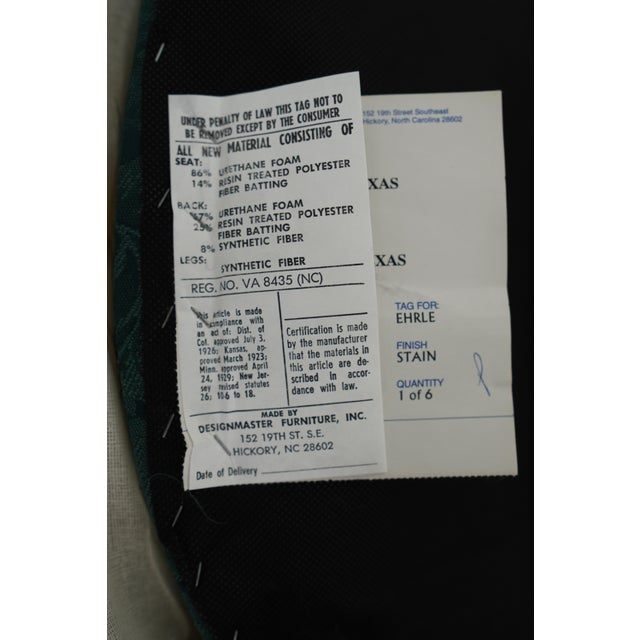 UNDER PENALTY OF LAW THIS TAG NOT TO
BE REMOVED EXCEPT BY THE CONSUMER
ALL NEW MATERIAL CONSISTING OF
SEAT:
86% URETHANE FOAM
14% RESIN TREATED POLYESTER
FIBER BATTING
BACK:
67% URETHANE FOAM
25% RESIN TREATED POLYESTER
FIBER BATTING
8% SYNTHETIC FIBER
LEGS:
SYNTHETIC FIBER
REG. NO. VA 8435 (NC)
This article is made
in compliance with
an act of: Dist. of
Col. approved July 3,
1926; Kansas, ap-
proved March 1923;
Minn. approved April
24, 1929; New Jer-
sey revised statutes
26; 10-6 to 18.
Certification is made
by the manufacturer
that the materials in
this article are de-
scribed in accor-
dance with law.
MADE BY
DESIGNMASTER FURNITURE, INC.
152 19TH ST. S.E.
HICKORY, NC 28602
Date of Delivery
152 19th Street Southeast
Hickory, North Carolina 28602
XAS
EXAS
TAG FOR:
EHRLE
FINISH
STAIN
QUANTITY
1 of 6